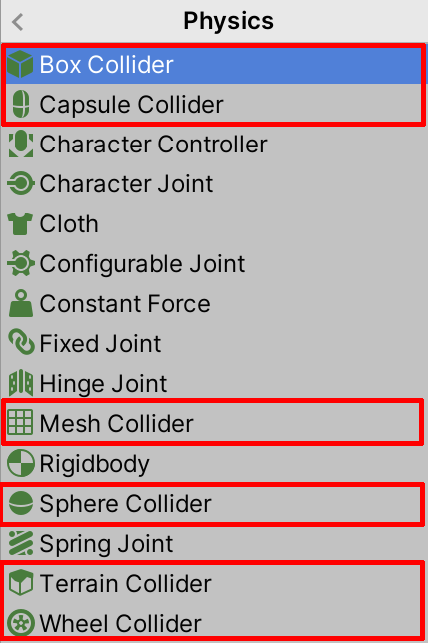 Physics
Box Collider
Capsule Collider
Character Controller
Character Joint
Cloth
Configurable Joint
Constant Force
Fixed Joint
Hinge Joint
Mesh Collider
Rigidbody
Sphere Collider
Spring Joint
Terrain Collider
Wheel Collider